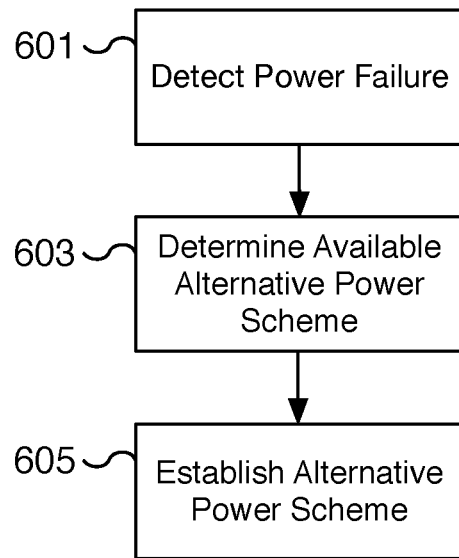 601
Detect Power Failure
603
Determine Available
Alternative Power
Scheme
605
Establish Alternative
Power Scheme